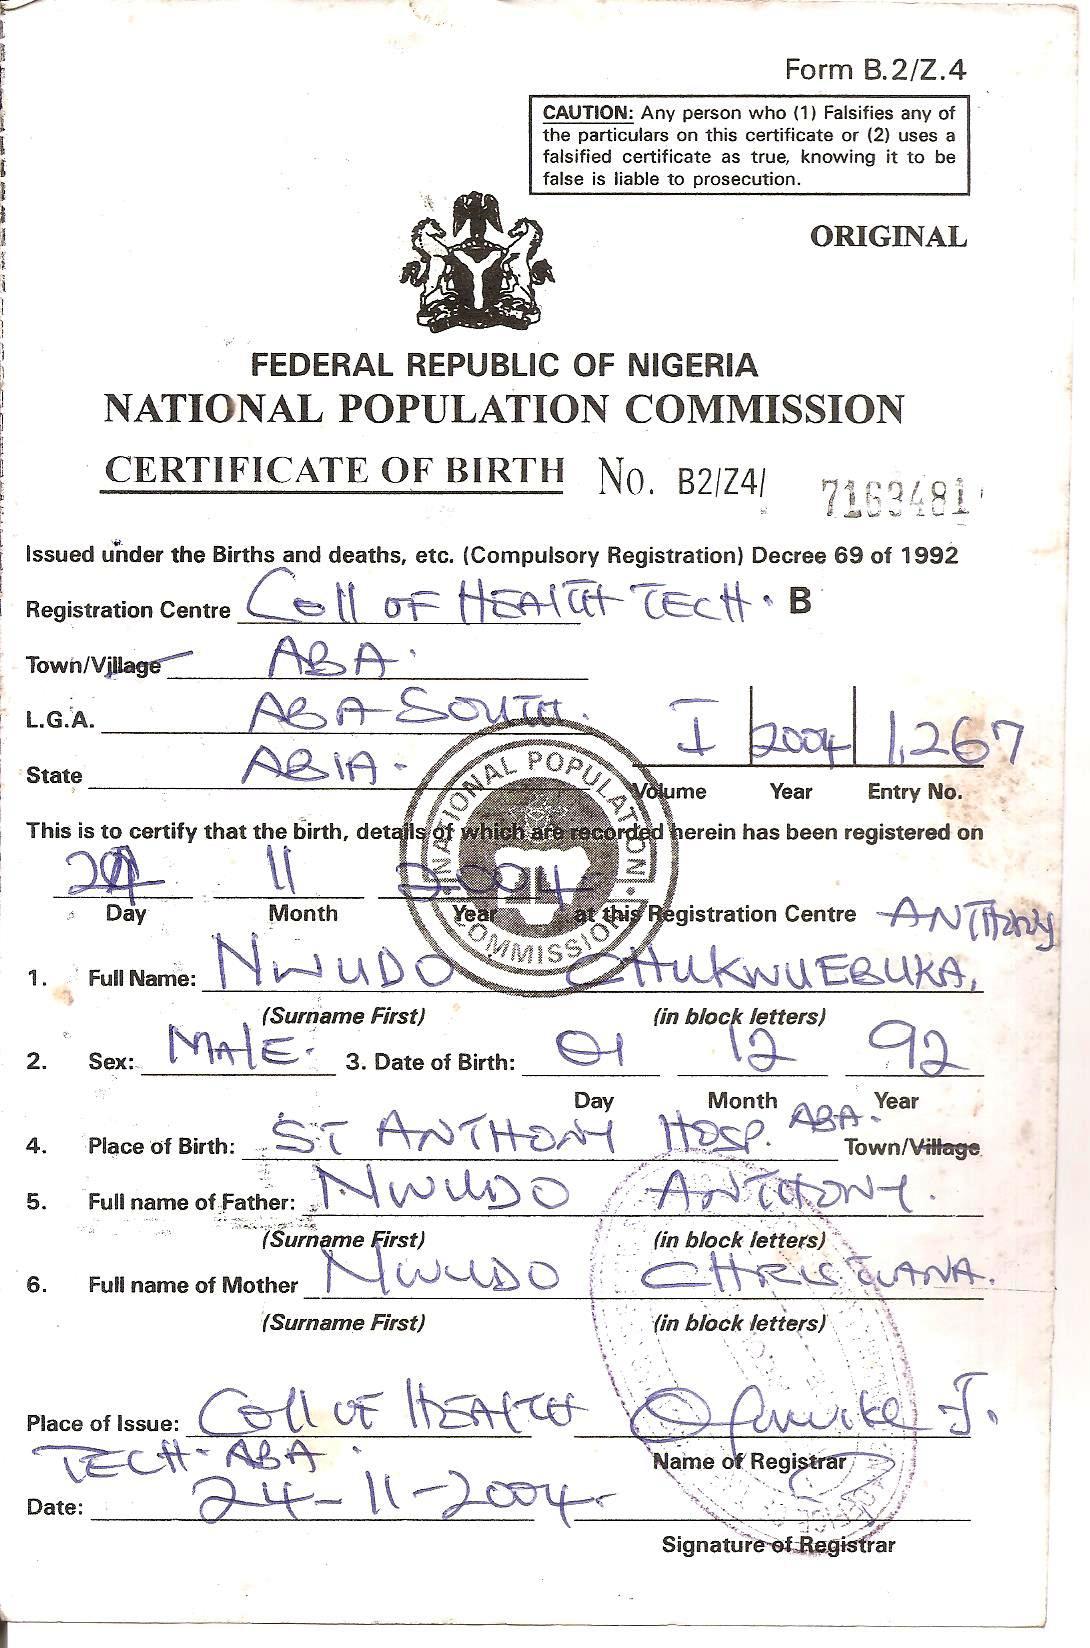 Form B.2/Z.4
CAUTION: Any person who (1) Falsifies any of
the particulars on this certificate or (2) uses a
falsified certificate as true, knowing it to be
false is liable to prosecution.
ORIGINAL
FEDERAL REPUBLIC OF NIGERIA
NATIONAL POPULATION COMMISSION
CERTIFICATE OF BIRTH No. B2/Z4/ 7163481
Issued under the Births and deaths, etc. (Compulsory Registration) Decree 69 of 1992
Registration Centre Coll OF HEALTH TECH. B
Town/Village ABA.
L.G.A. ABA SOUTH.
I 2004 1,267
State ABIA.
Volume Year Entry No.
NATIONAL POPULATION COMMISSION
This is to certify that the birth, details of which are recorded herein has been registered on
24 11 2004
Day Month Year at this Registration Centre
ANTHONY
1. Full Name: NWUDO CHUKWUEBUKA,
(Surname First) (in block letters)
2. Sex: MALE. 3. Date of Birth: 01 12 92
Day Month Year
4. Place of Birth: ST ANTHONY HOSP. ABA. Town/Village
5. Full name of Father: NWUDO ANTHONY.
(Surname First) (in block letters)
6. Full name of Mother NWUDO CHRISTIANA.
(Surname First) (in block letters)
Place of Issue: Coll OF HEALTH
TECH. ABA.
Name of Registrar
Date: 24-11-2004.
Signature of Registrar